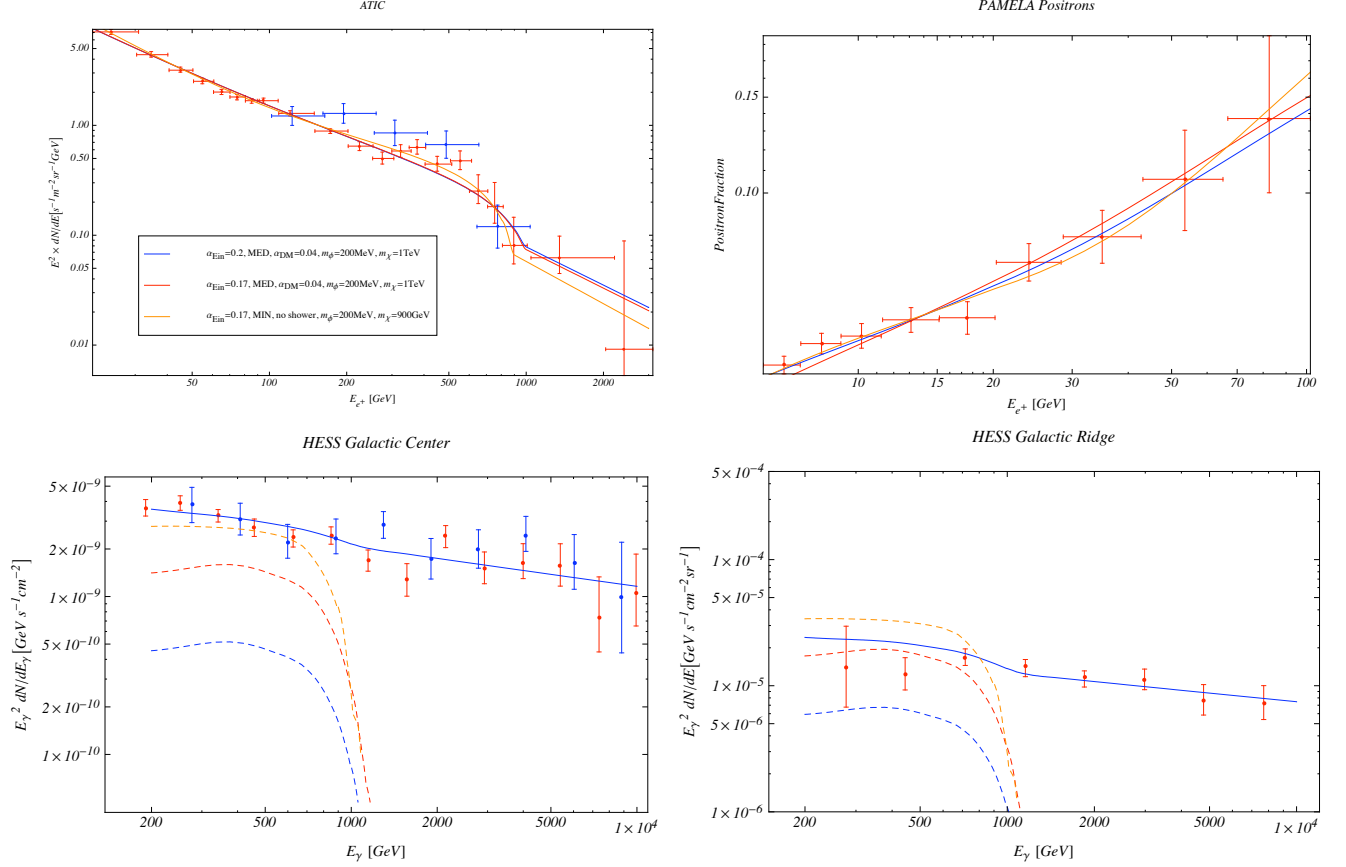 ATIC
E² × dN/dE[s⁻¹m⁻²sr⁻¹GeV]
5.00
1.00
0.50
0.10
0.05
0.01
α_Ein=0.2, MED, α_DM=0.04, m_ϕ=200MeV, m_χ=1TeV
α_Ein=0.17, MED, α_DM=0.04, m_ϕ=200MeV, m_χ=1TeV
α_Ein=0.17, MIN, no shower, m_ϕ=200MeV, m_χ=900GeV
50 100 200 500 1000 2000
E_e⁺ [GeV]
PAMELA Positrons
PositronFraction
0.15
0.10
10 15 20 30 50 70 100
E_e⁺ [GeV]
HESS Galactic Center
E_γ² dN/dE_γ[GeV s⁻¹cm⁻²]
5×10⁻⁹
2×10⁻⁹
1×10⁻⁹
5×10⁻¹⁰
2×10⁻¹⁰
1×10⁻¹⁰
200 500 1000 2000 5000 1×10⁴
E_γ [GeV]
HESS Galactic Ridge
E_γ² dN/dE[GeV s⁻¹cm⁻²sr⁻¹]
5×10⁻⁴
1×10⁻⁴
5×10⁻⁵
1×10⁻⁵
5×10⁻⁶
1×10⁻⁶
200 500 1000 2000 5000 1×10⁴
E_γ [GeV]